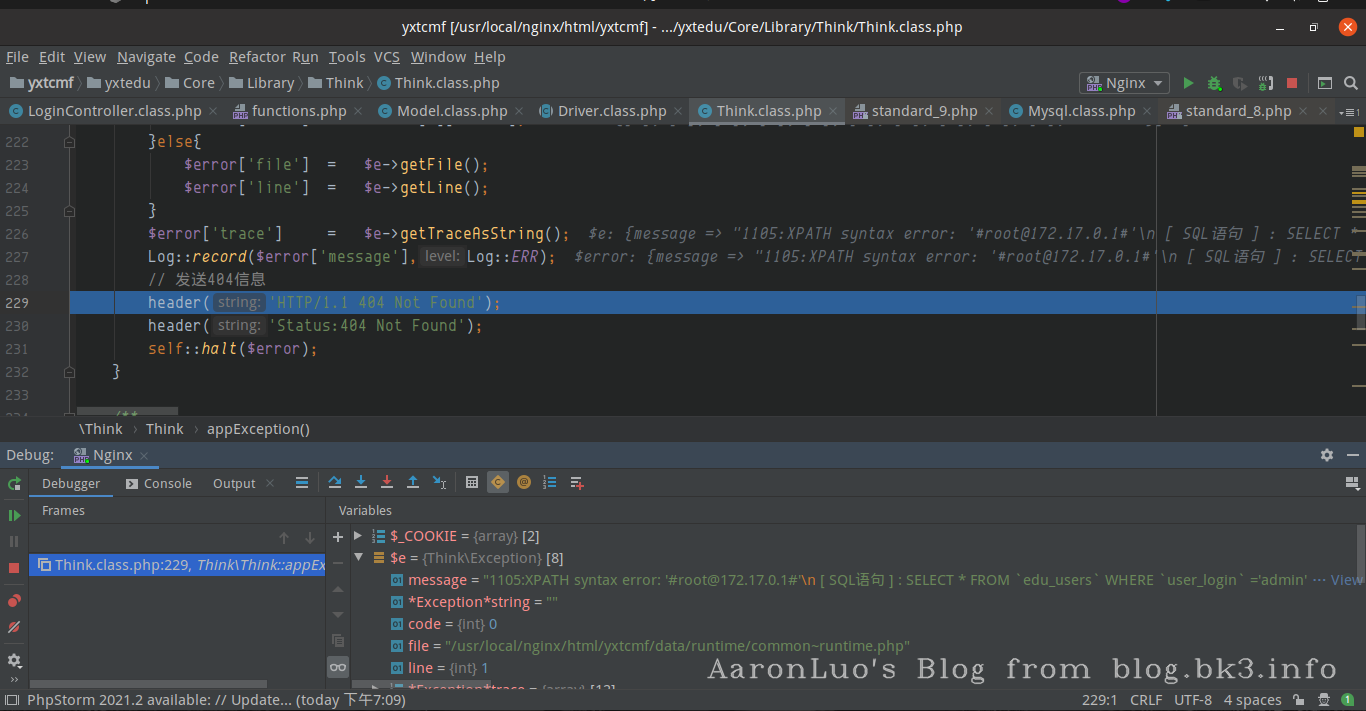 yxtcmf [/usr/local/nginx/html/yxtcmf] - .../yxtedu/Core/Library/Think/Think.class.php
File Edit View Navigate Code Refactor Run Tools VCS Window Help
yxtcmf yxtedu Core Library Think Think.class.php Nginx
LoginController.class.php functions.php Model.class.php Driver.class.php Think.class.php standard_9.php Mysql.class.php standard_8.php
222 }else{
223 $error['file'] = $e->getFile();
224 $error['line'] = $e->getLine();
225 }
226 $error['trace'] = $e->getTraceAsString(); $e: {message => "1105:XPATH syntax error: '#root@172.17.0.1#'\n [ SQL语句 ] : SELECT *
227 Log::record($error['message'], level: Log::ERR); $error: {message => "1105:XPATH syntax error: '#root@172.17.0.1#'\n [ SQL语句 ] : SELECT
228 // 发送404信息
229 header( string: 'HTTP/1.1 404 Not Found');
230 header( string: 'Status:404 Not Found');
231 self::halt($error);
232 }
233
/**
\Think › Think › appException()
Debug: Nginx
Debugger Console Output
Frames Variables
$_COOKIE = {array} [2]
$e = {Think\Exception} [8]
Think.class.php:229, Think\Think::appEx
message = "1105:XPATH syntax error: '#root@172.17.0.1#'\n [ SQL语句 ] : SELECT * FROM `edu_users` WHERE `user_login` ='admin' ··· View
*Exception*string = ""
code = {int} 0
file = "/usr/local/nginx/html/yxtcmf/data/runtime/common~runtime.php"
line = {int} 1
*Exception*trace = {array} [12]
AaronLuo's Blog from blog.bk3.info
PhpStorm 2021.2 available: // Update... (today 下午7:09) 229:1 CRLF UTF-8 4 spaces 1